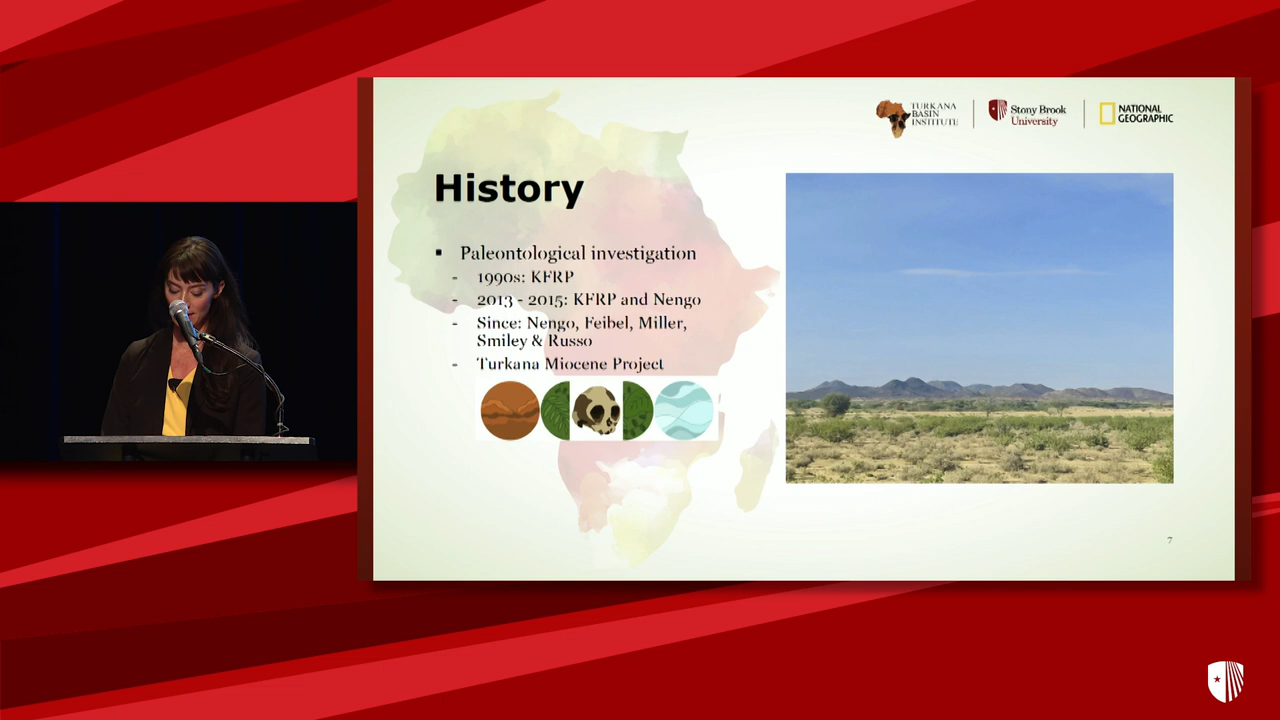 TURKANA
BASIN
INSTITUTE
Stony Brook
University
NATIONAL
GEOGRAPHIC
History
▪ Paleontological investigation
- 1990s: KFRP
- 2013 - 2015: KFRP and Nengo
- Since: Nengo, Feibel, Miller,
Smiley & Russo
- Turkana Miocene Project
7